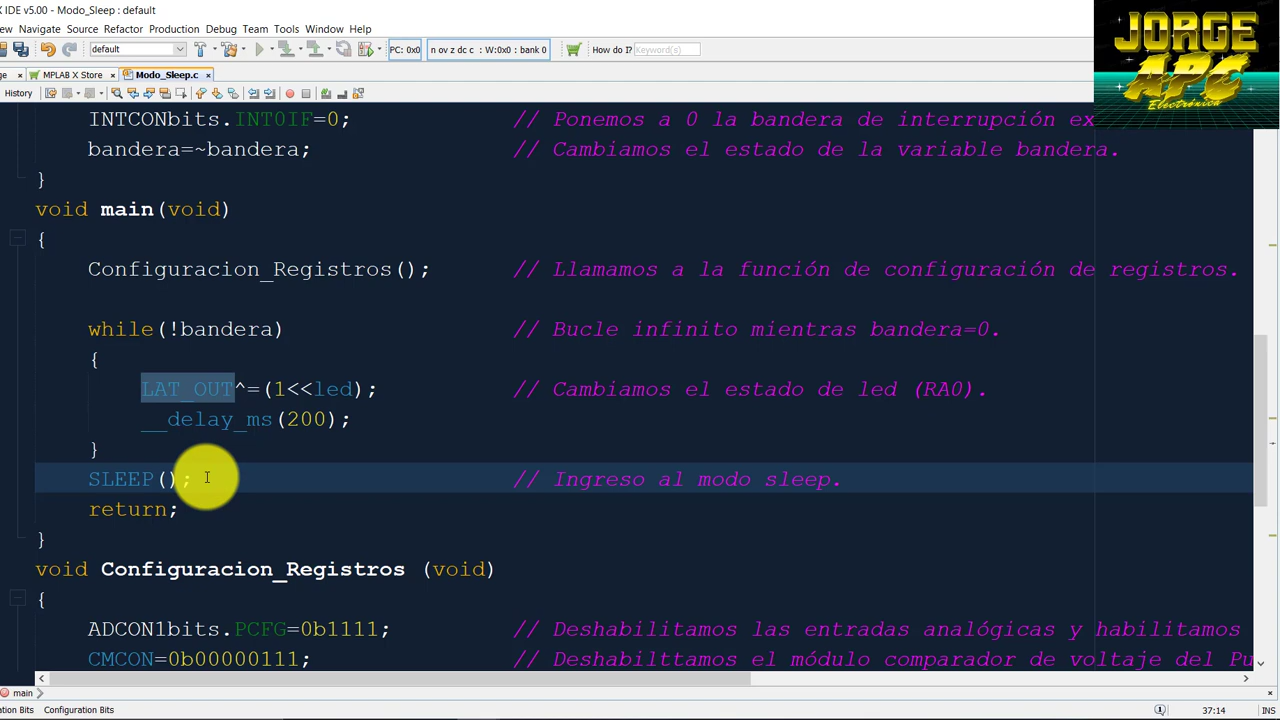 X IDE v5.00 - Modo_Sleep : default
ew Navigate Source Refactor Production Debug Team Tools Window Help
default PC: 0x0 n ov z dc c : W:0x0 : bank 0 How do I? Keyword(s)
ge MPLAB X Store Modo_Sleep.c
History
INTCONbits.INT0IF=0; // Ponemos a 0 la bandera de interrupción ex
bandera=~bandera; // Cambiamos el estado de la variable bandera.
}
void main(void)
{
Configuracion_Registros(); // Llamamos a la función de configuración de registros.
while(!bandera) // Bucle infinito mientras bandera=0.
{
LAT_OUT^=(1<<led); // Cambiamos el estado de led (RA0).
__delay_ms(200);
}
SLEEP(); // Ingreso al modo sleep.
return;
}
void Configuracion_Registros (void)
{
ADCON1bits.PCFG=0b1111; // Deshabilitamos las entradas analógicas y habilitamos
CMCON=0b00000111; // Deshabilttamos el módulo comparador de voltaje del Pu
main
ation Bits Configuration Bits
37:14 INS
JORGE
APC
Electrónica